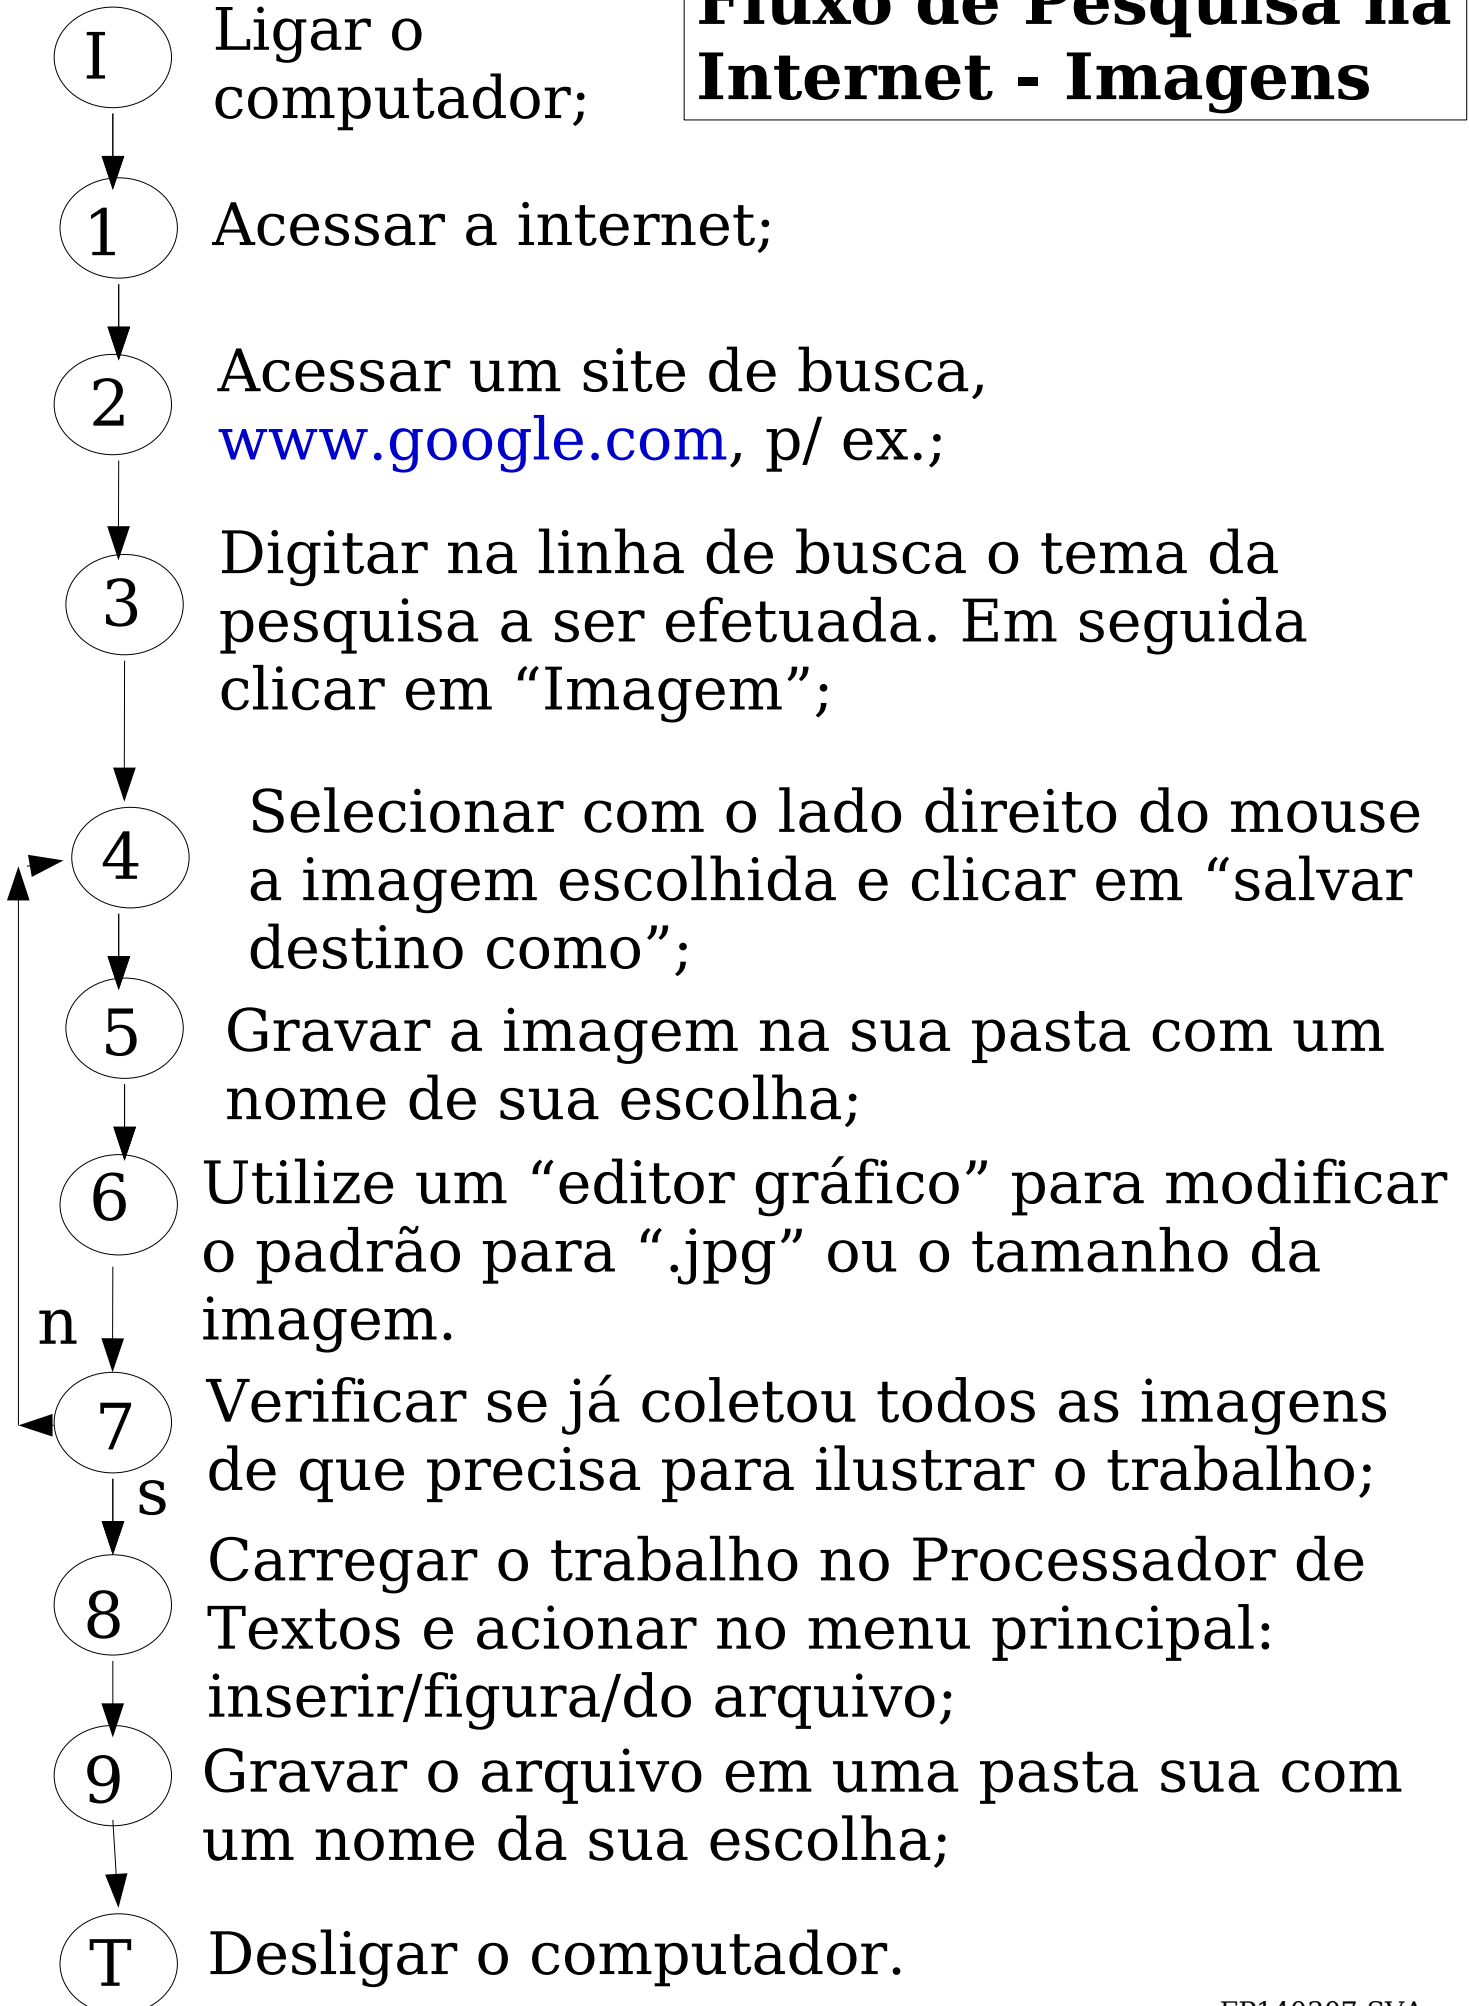 I
Ligar o
computador;
Fluxo de Pesquisa na
Internet - Imagens
1
Acessar a internet;
2
Acessar um site de busca,
www.google.com, p/ ex.;
3
Digitar na linha de busca o tema da
pesquisa a ser efetuada. Em seguida
clicar em “Imagem”;
4
Selecionar com o lado direito do mouse
a imagem escolhida e clicar em “salvar
destino como”;
5
Gravar a imagem na sua pasta com um
nome de sua escolha;
6
Utilize um “editor gráfico” para modificar
o padrão para “.jpg” ou o tamanho da
imagem.
n
7
Verificar se já coletou todos as imagens
de que precisa para ilustrar o trabalho;
s
8
Carregar o trabalho no Processador de
Textos e acionar no menu principal:
inserir/figura/do arquivo;
9
Gravar o arquivo em uma pasta sua com
um nome da sua escolha;
T
Desligar o computador.